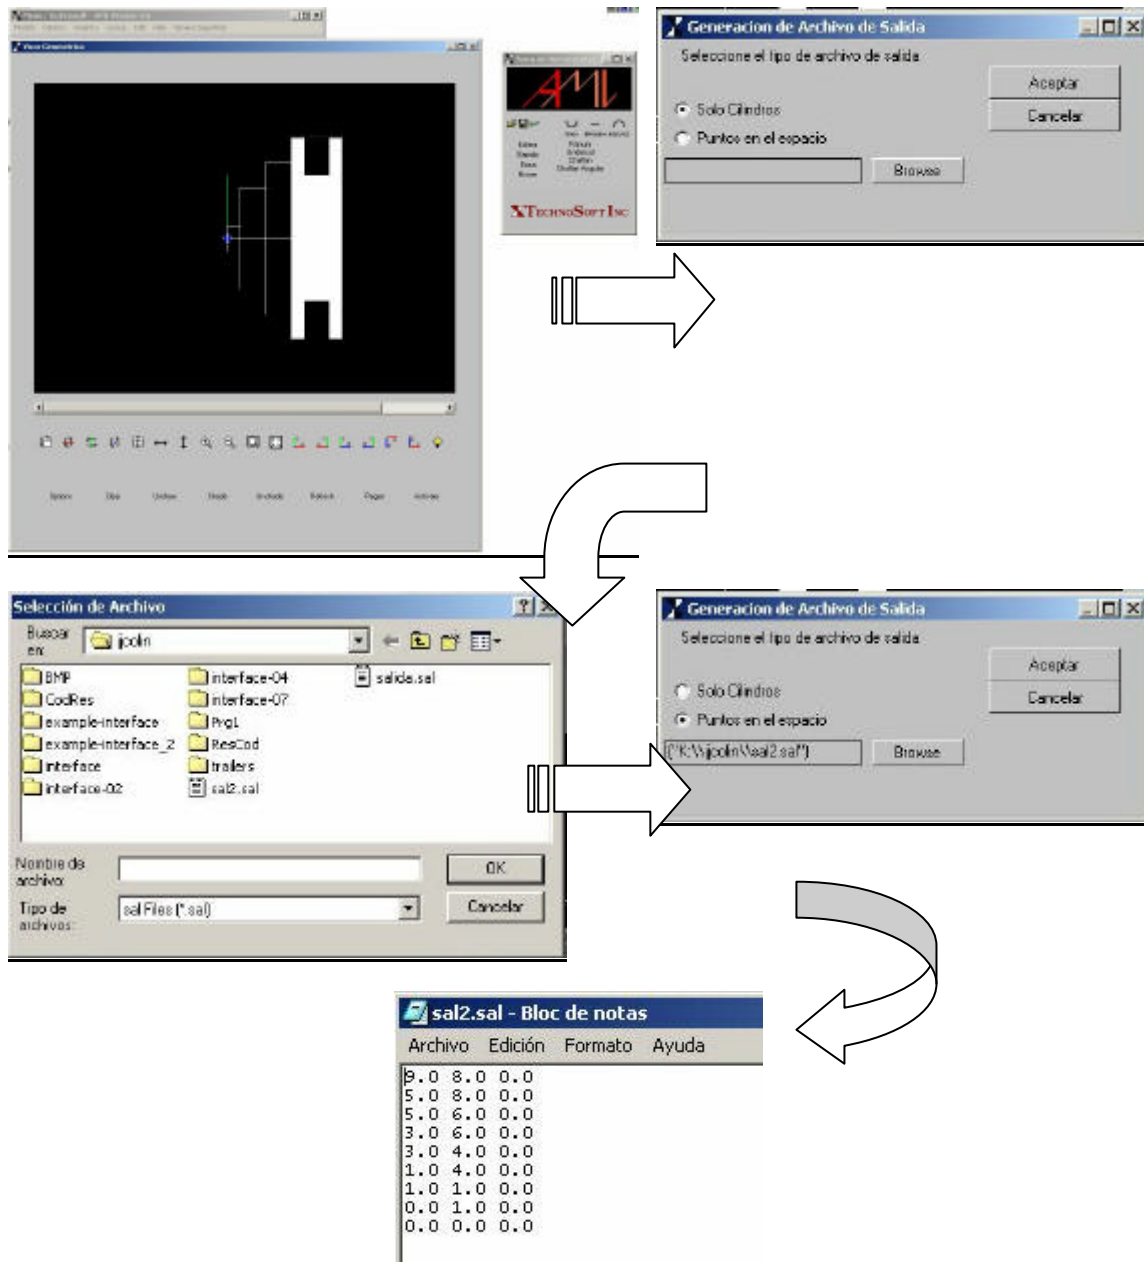 AML
XTECHNOSOFT INC
Generacion de Archivo de Salida
Seleccione el tipo de archivo de salida
Solo Cilindros
Puntos en el espacio
Aceptar
Cancelar
Browse
Selección de Archivo
Buscar en:
jcolin
BMP
CodRes
example-interface
example-interface_2
interface
interface-02
interface-04
interface-07
Prg1
ResCod
trailers
sal2.sal
salida.sal
Nombre de archivo:
OK
Tipo de archivos:
sal Files (*.sal)
Cancelar
Generacion de Archivo de Salida
Seleccione el tipo de archivo de salida
Solo Cilindros
Puntos en el espacio
Aceptar
Cancelar
("K:\\jcolin\\sal2.sal")
Browse
sal2.sal - Bloc de notas
Archivo Edición Formato Ayuda
9.0 8.0 0.0
5.0 8.0 0.0
5.0 6.0 0.0
3.0 6.0 0.0
3.0 4.0 0.0
1.0 4.0 0.0
1.0 1.0 0.0
0.0 1.0 0.0
0.0 0.0 0.0